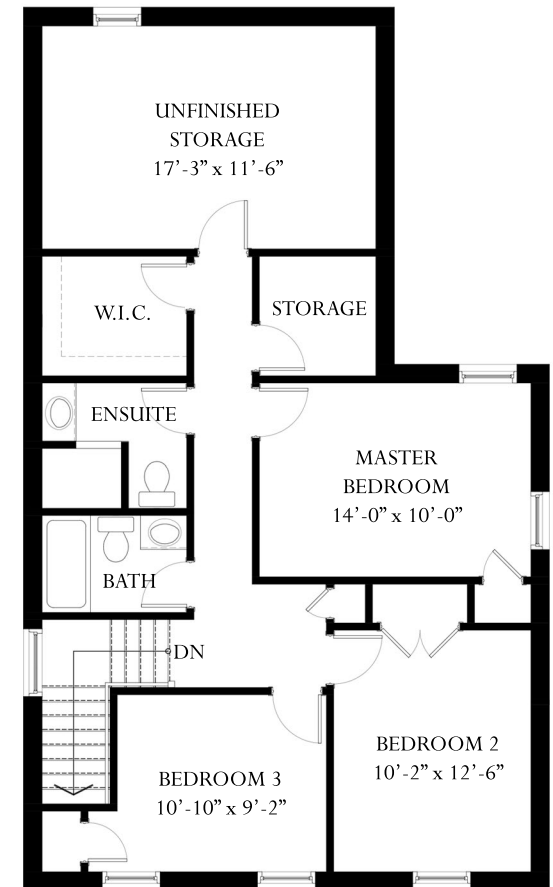 UNFINISHED
STORAGE
17'-3" x 11'-6"
W.I.C.
STORAGE
ENSUITE
MASTER
BEDROOM
14'-0" x 10'-0"
BATH
DN
BEDROOM 2
10'-2" x 12'-6"
BEDROOM 3
10'-10" x 9'-2"